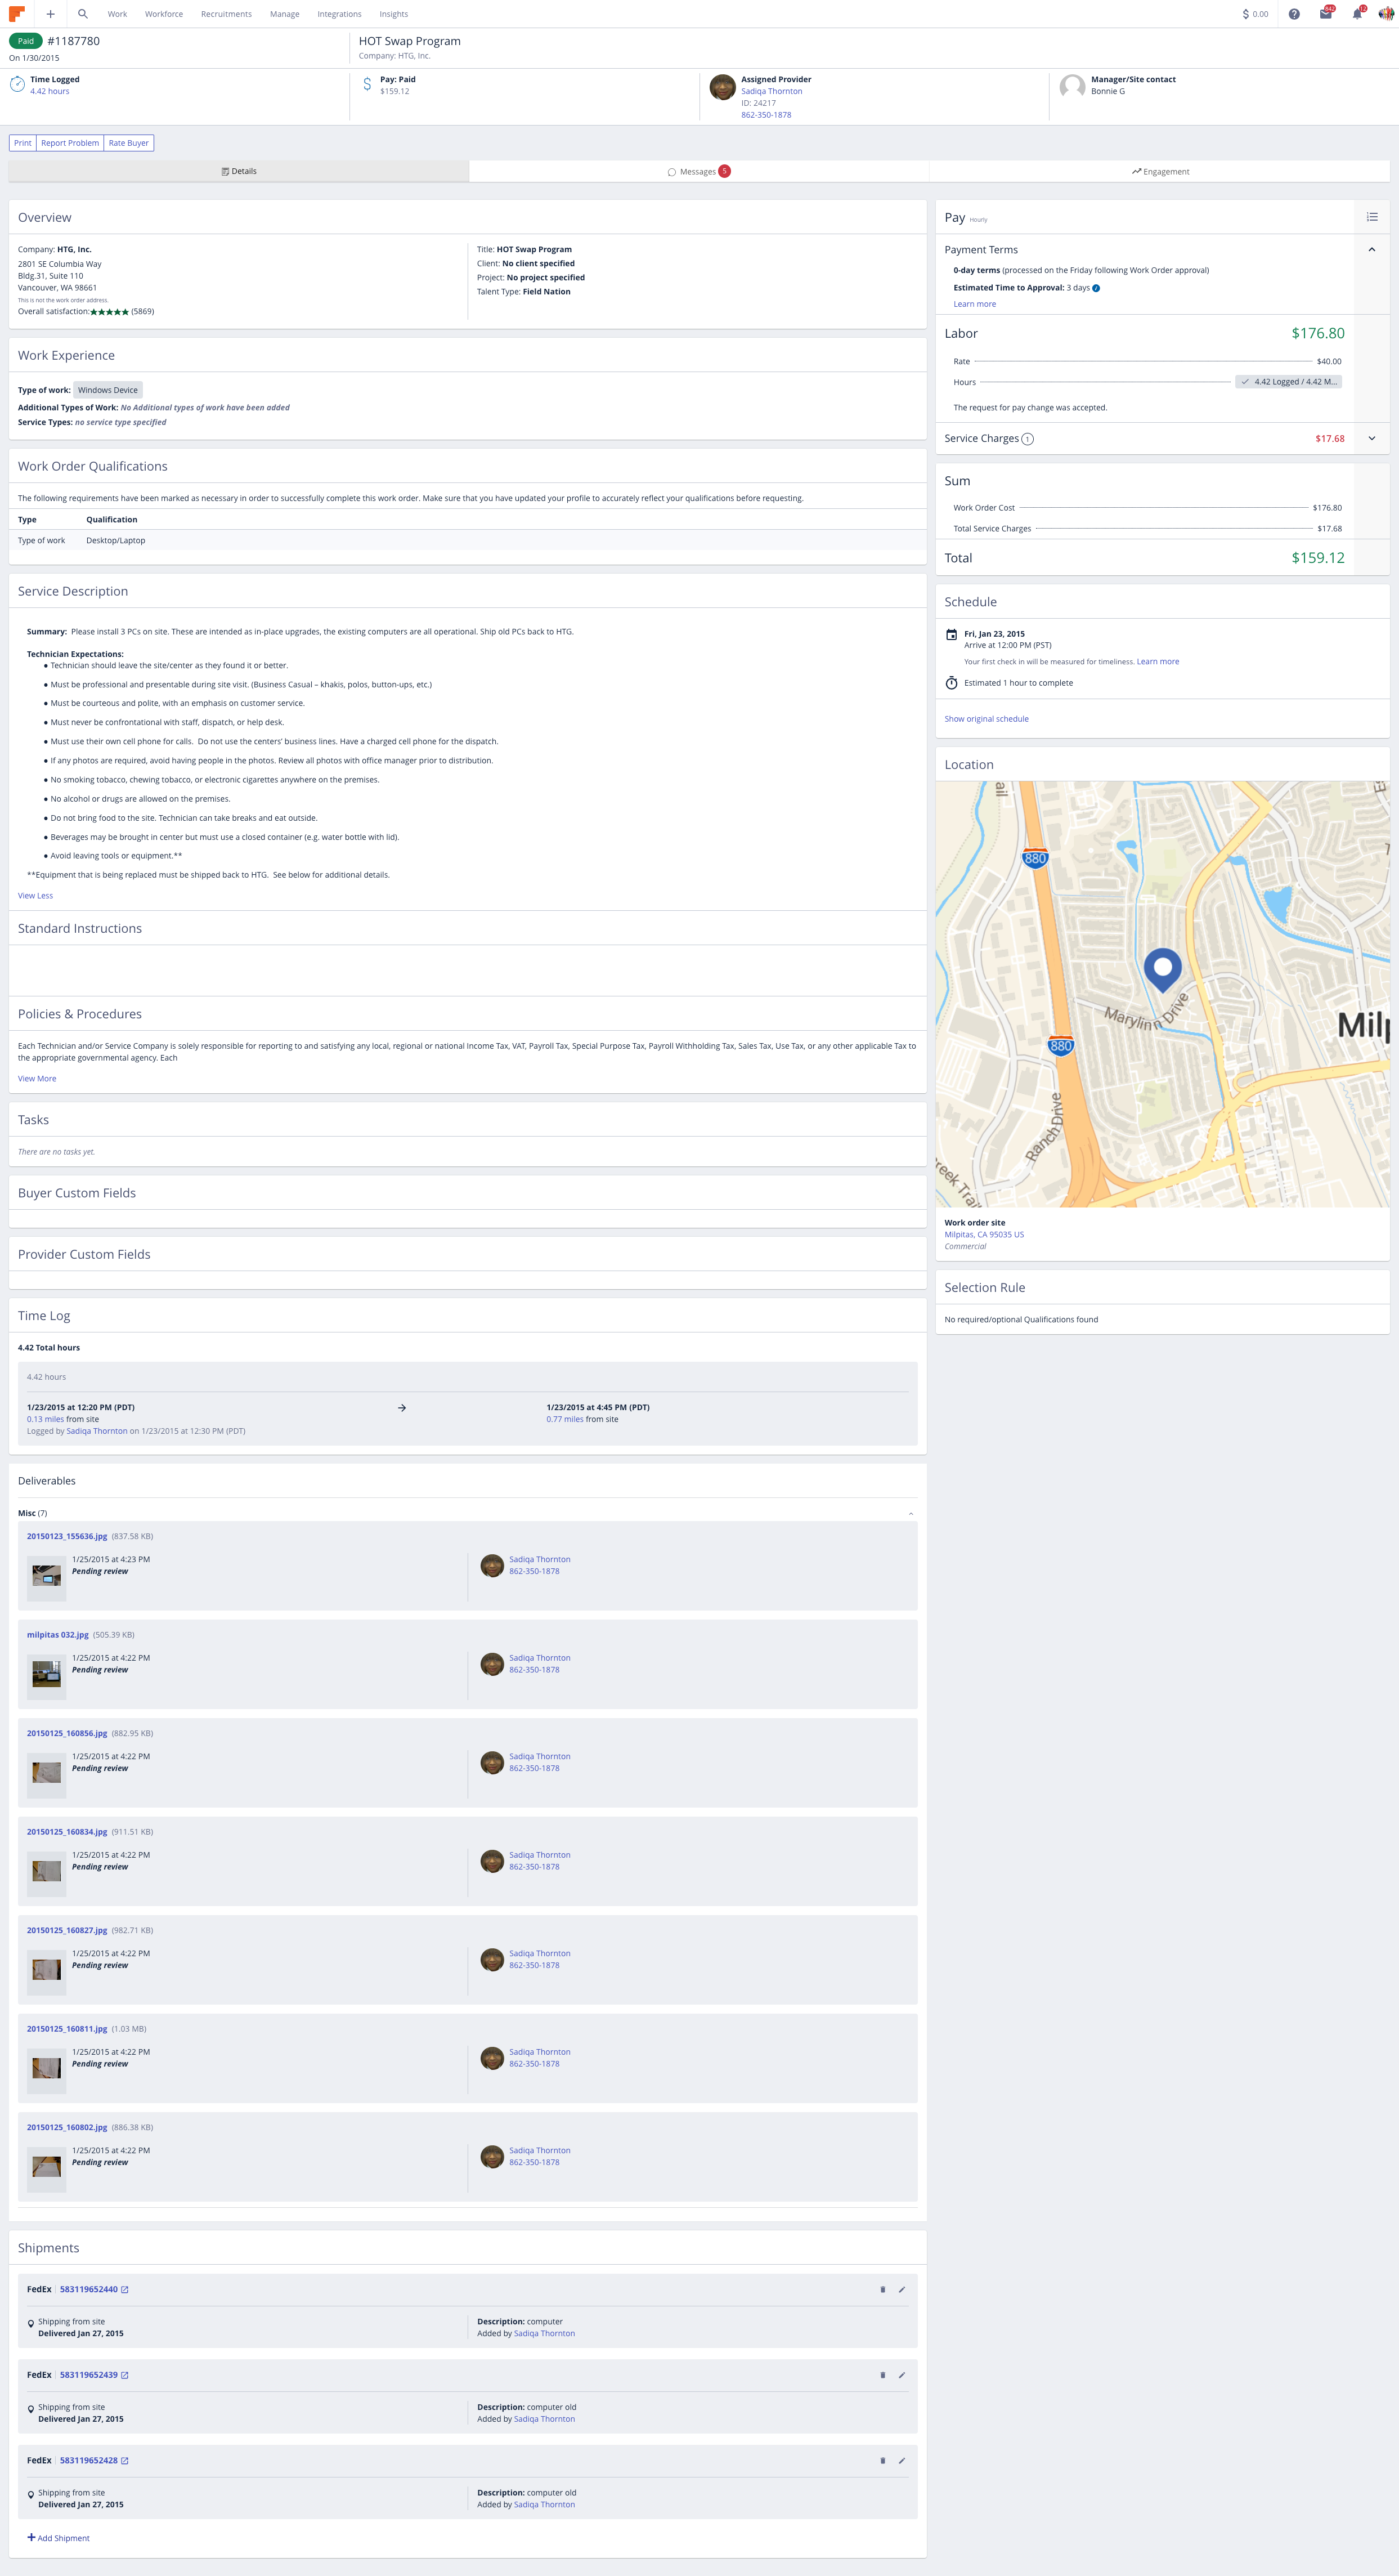 Work Workforce Recruitments Manage Integrations Insights
0.00
Paid #1187780
On 1/30/2015
HOT Swap Program
Company: HTG, Inc.
Time Logged
4.42 hours
Pay: Paid
$159.12
Assigned Provider
Sadiqa Thornton
ID: 24217
862-350-1878
Manager/Site contact
Bonnie G
Print Report Problem Rate Buyer
Details
Messages 5
Engagement
Overview
Company: HTG, Inc.
2801 SE Columbia Way
Bldg.31, Suite 110
Vancouver, WA 98661
This is not the work order address.
Overall satisfaction:★★★★★ (5869)
Title: HOT Swap Program
Client: No client specified
Project: No project specified
Talent Type: Field Nation
Work Experience
Type of work: Windows Device
Additional Types of Work: No Additional types of work have been added
Service Types: no service type specified
Work Order Qualifications
The following requirements have been marked as necessary in order to successfully complete this work order. Make sure that you have updated your profile to accurately reflect your qualifications before requesting.
Type Qualification
Type of work Desktop/Laptop
Service Description
Summary: Please install 3 PCs on site. These are intended as in-place upgrades, the existing computers are all operational. Ship old PCs back to HTG.
Technician Expectations:
● Technician should leave the site/center as they found it or better.
● Must be professional and presentable during site visit. (Business Casual – khakis, polos, button-ups, etc.)
● Must be courteous and polite, with an emphasis on customer service.
● Must never be confrontational with staff, dispatch, or help desk.
● Must use their own cell phone for calls. Do not use the centers’ business lines. Have a charged cell phone for the dispatch.
● If any photos are required, avoid having people in the photos. Review all photos with office manager prior to distribution.
● No smoking tobacco, chewing tobacco, or electronic cigarettes anywhere on the premises.
● No alcohol or drugs are allowed on the premises.
● Do not bring food to the site. Technician can take breaks and eat outside.
● Beverages may be brought in center but must use a closed container (e.g. water bottle with lid).
● Avoid leaving tools or equipment.**
**Equipment that is being replaced must be shipped back to HTG. See below for additional details.
View Less
Standard Instructions
Policies & Procedures
Each Technician and/or Service Company is solely responsible for reporting to and satisfying any local, regional or national Income Tax, VAT, Payroll Tax, Special Purpose Tax, Payroll Withholding Tax, Sales Tax, Use Tax, or any other applicable Tax to
the appropriate governmental agency. Each
View More
Tasks
There are no tasks yet.
Buyer Custom Fields
Provider Custom Fields
Time Log
4.42 Total hours
4.42 hours
1/23/2015 at 12:20 PM (PDT)
0.13 miles from site
Logged by Sadiqa Thornton on 1/23/2015 at 12:30 PM (PDT)
1/23/2015 at 4:45 PM (PDT)
0.77 miles from site
Deliverables
Misc (7)
20150123_155636.jpg (837.58 KB)
1/25/2015 at 4:23 PM
Pending review
Sadiqa Thornton
862-350-1878
milpitas 032.jpg (505.39 KB)
1/25/2015 at 4:22 PM
Pending review
Sadiqa Thornton
862-350-1878
20150125_160856.jpg (882.95 KB)
1/25/2015 at 4:22 PM
Pending review
Sadiqa Thornton
862-350-1878
20150125_160834.jpg (911.51 KB)
1/25/2015 at 4:22 PM
Pending review
Sadiqa Thornton
862-350-1878
20150125_160827.jpg (982.71 KB)
1/25/2015 at 4:22 PM
Pending review
Sadiqa Thornton
862-350-1878
20150125_160811.jpg (1.03 MB)
1/25/2015 at 4:22 PM
Pending review
Sadiqa Thornton
862-350-1878
20150125_160802.jpg (886.38 KB)
1/25/2015 at 4:22 PM
Pending review
Sadiqa Thornton
862-350-1878
Shipments
FedEx 583119652440
Shipping from site
Delivered Jan 27, 2015
Description: computer
Added by Sadiqa Thornton
FedEx 583119652439
Shipping from site
Delivered Jan 27, 2015
Description: computer old
Added by Sadiqa Thornton
FedEx 583119652428
Shipping from site
Delivered Jan 27, 2015
Description: computer old
Added by Sadiqa Thornton
Add Shipment
Pay Hourly
Payment Terms
0-day terms (processed on the Friday following Work Order approval)
Estimated Time to Approval: 3 days
Learn more
Labor $176.80
Rate $40.00
Hours 4.42 Logged / 4.42 M...
The request for pay change was accepted.
Service Charges 1 $17.68
Sum
Work Order Cost $176.80
Total Service Charges $17.68
Total $159.12
Schedule
Fri, Jan 23, 2015
Arrive at 12:00 PM (PST)
Your first check in will be measured for timeliness. Learn more
Estimated 1 hour to complete
Show original schedule
Location
880
Marylinn Drive
Milp
880
Ranch Drive
reek Trail
Work order site
Milpitas, CA 95035 US
Commercial
Selection Rule
No required/optional Qualifications found